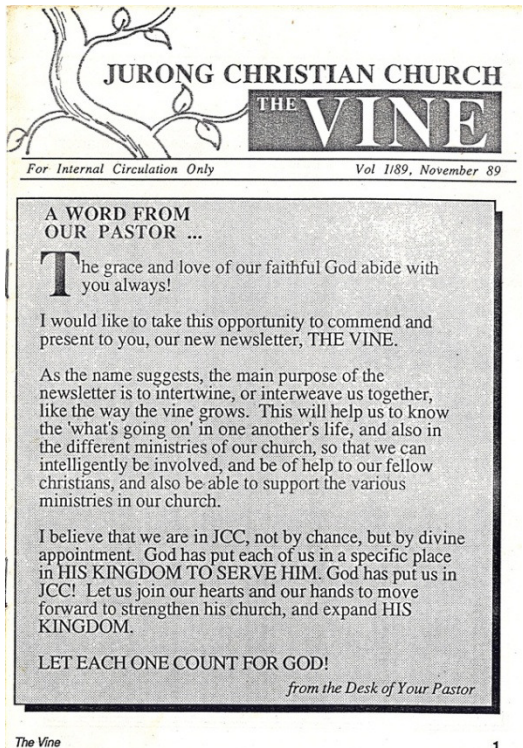 JURONG CHRISTIAN CHURCH
THE VINE
For Internal Circulation Only Vol 1/89, November 89
A WORD FROM
OUR PASTOR ...
The grace and love of our faithful God abide with
you always!
I would like to take this opportunity to commend and
present to you, our new newsletter, THE VINE.
As the name suggests, the main purpose of the
newsletter is to intertwine, or interweave us together,
like the way the vine grows. This will help us to know
the 'what's going on' in one another's life, and also in
the different ministries of our church, so that we can
intelligently be involved, and be of help to our fellow
christians, and also be able to support the various
ministries in our church.
I believe that we are in JCC, not by chance, but by divine
appointment. God has put each of us in a specific place
in HIS KINGDOM TO SERVE HIM. God has put us in
JCC! Let us join our hearts and our hands to move
forward to strengthen his church, and expand HIS
KINGDOM.
LET EACH ONE COUNT FOR GOD!
from the Desk of Your Pastor
The Vine 1